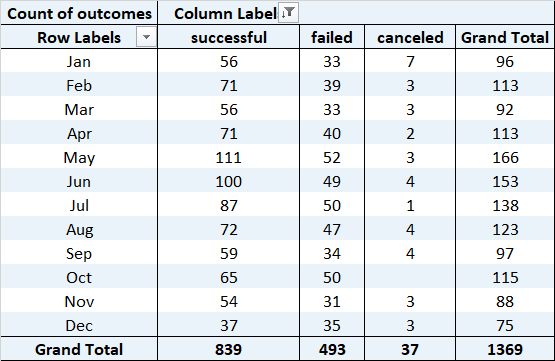 Count of outcomes Column Label
Row Labels successful failed canceled Grand Total
Jan 56 33 7 96
Feb 71 39 3 113
Mar 56 33 3 92
Apr 71 40 2 113
May 111 52 3 166
Jun 100 49 4 153
Jul 87 50 1 138
Aug 72 47 4 123
Sep 59 34 4 97
Oct 65 50 115
Nov 54 31 3 88
Dec 37 35 3 75
Grand Total 839 493 37 1369